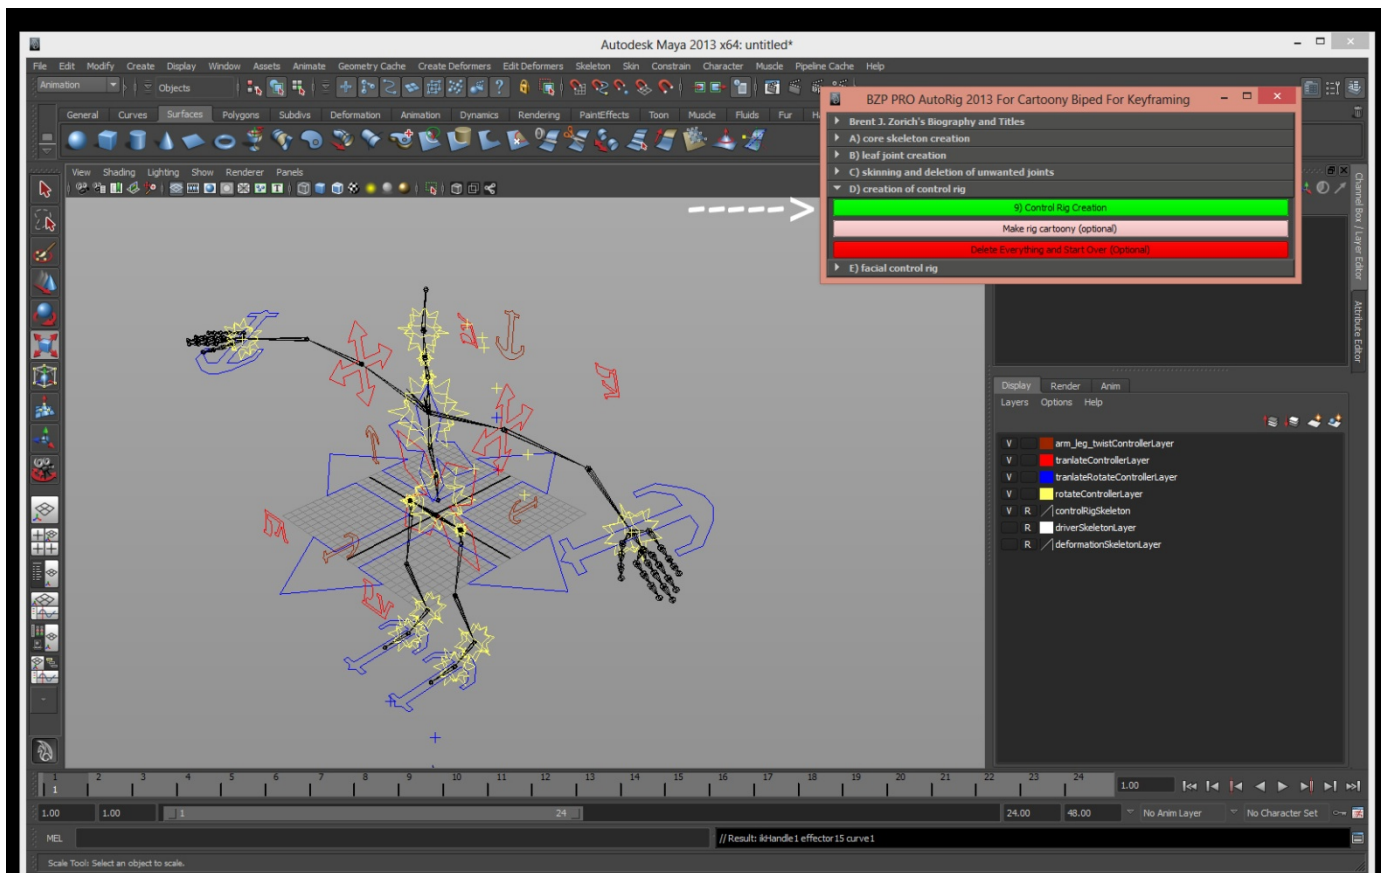 Autodesk Maya 2013 x64: untitled*
File Edit Modify Create Display Window Assets Animate Geometry Cache Create Deformers Edit Deformers Skeleton Skin Constrain Character Muscle Pipeline Cache Help
Animation Objects
BZP PRO AutoRig 2013 For Cartoony Biped For Keyframing
General Curves Surfaces Polygons Subdivs Deformation Animation Dynamics Rendering PaintEffects Toon Muscle Fluids Fur
Brent J. Zorich's Biography and Titles
A) core skeleton creation
B) leaf joint creation
C) skinning and deletion of unwanted joints
D) creation of control rig
9) Control Rig Creation
Make rig cartoony (optional)
Delete Everything and Start Over (Optional)
E) facial control rig
View Shading Lighting Show Renderer Panels
Channel Box / Layer Editor
Attribute Editor
Display Render Anim
Layers Options Help
V arm_leg_twistControllerLayer
V tranlateControllerLayer
V tranlateRotateControllerLayer
V rotateControllerLayer
V R controlRigSkeleton
R driverSkeletonLayer
R deformationSkeletonLayer
1 2 3 4 5 6 7 8 9 10 11 12 13 14 15 16 17 18 19 20 21 22 23 24
1 1.00
1.00 1.00 1 24 24.00 48.00 No Anim Layer No Character Set
MEL // Result: ikHandle1 effector15 curve1
Scale Tool: Select an object to scale.